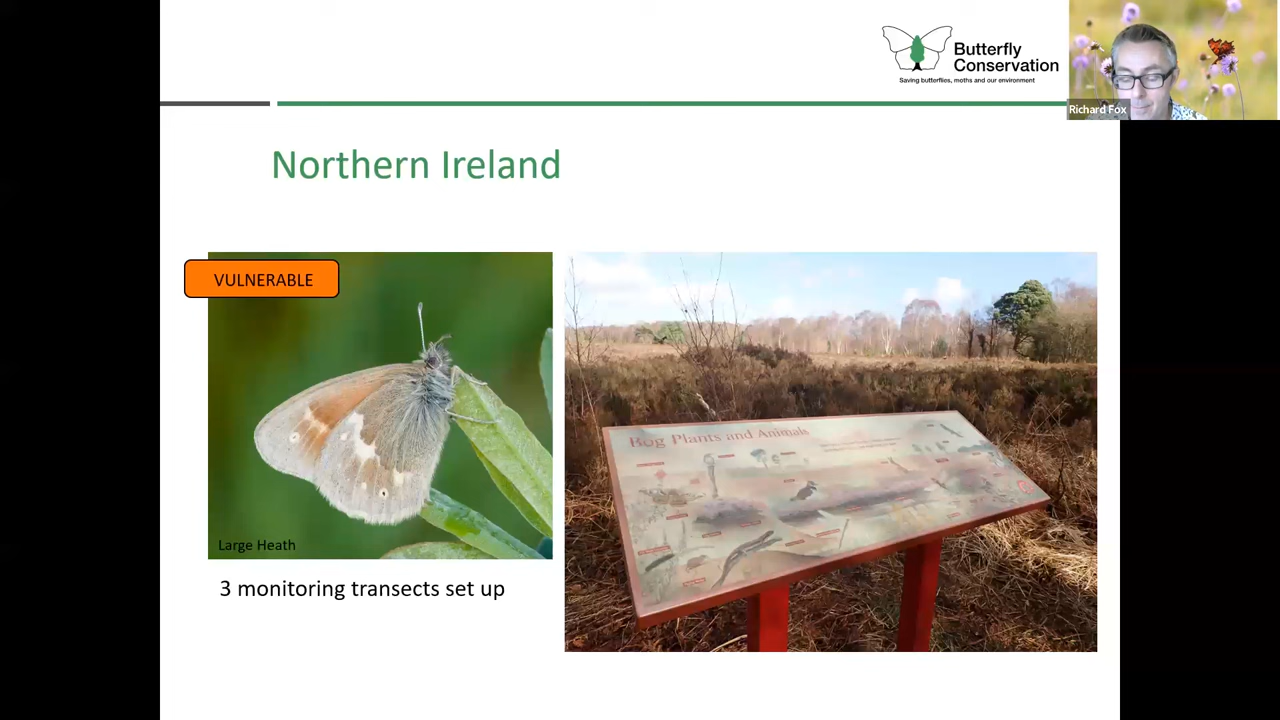 Butterfly
Conservation
Saving butterflies, moths and our environment
Richard Fox
Northern Ireland
VULNERABLE
Large Heath
3 monitoring transects set up
Bog Plants and Animals